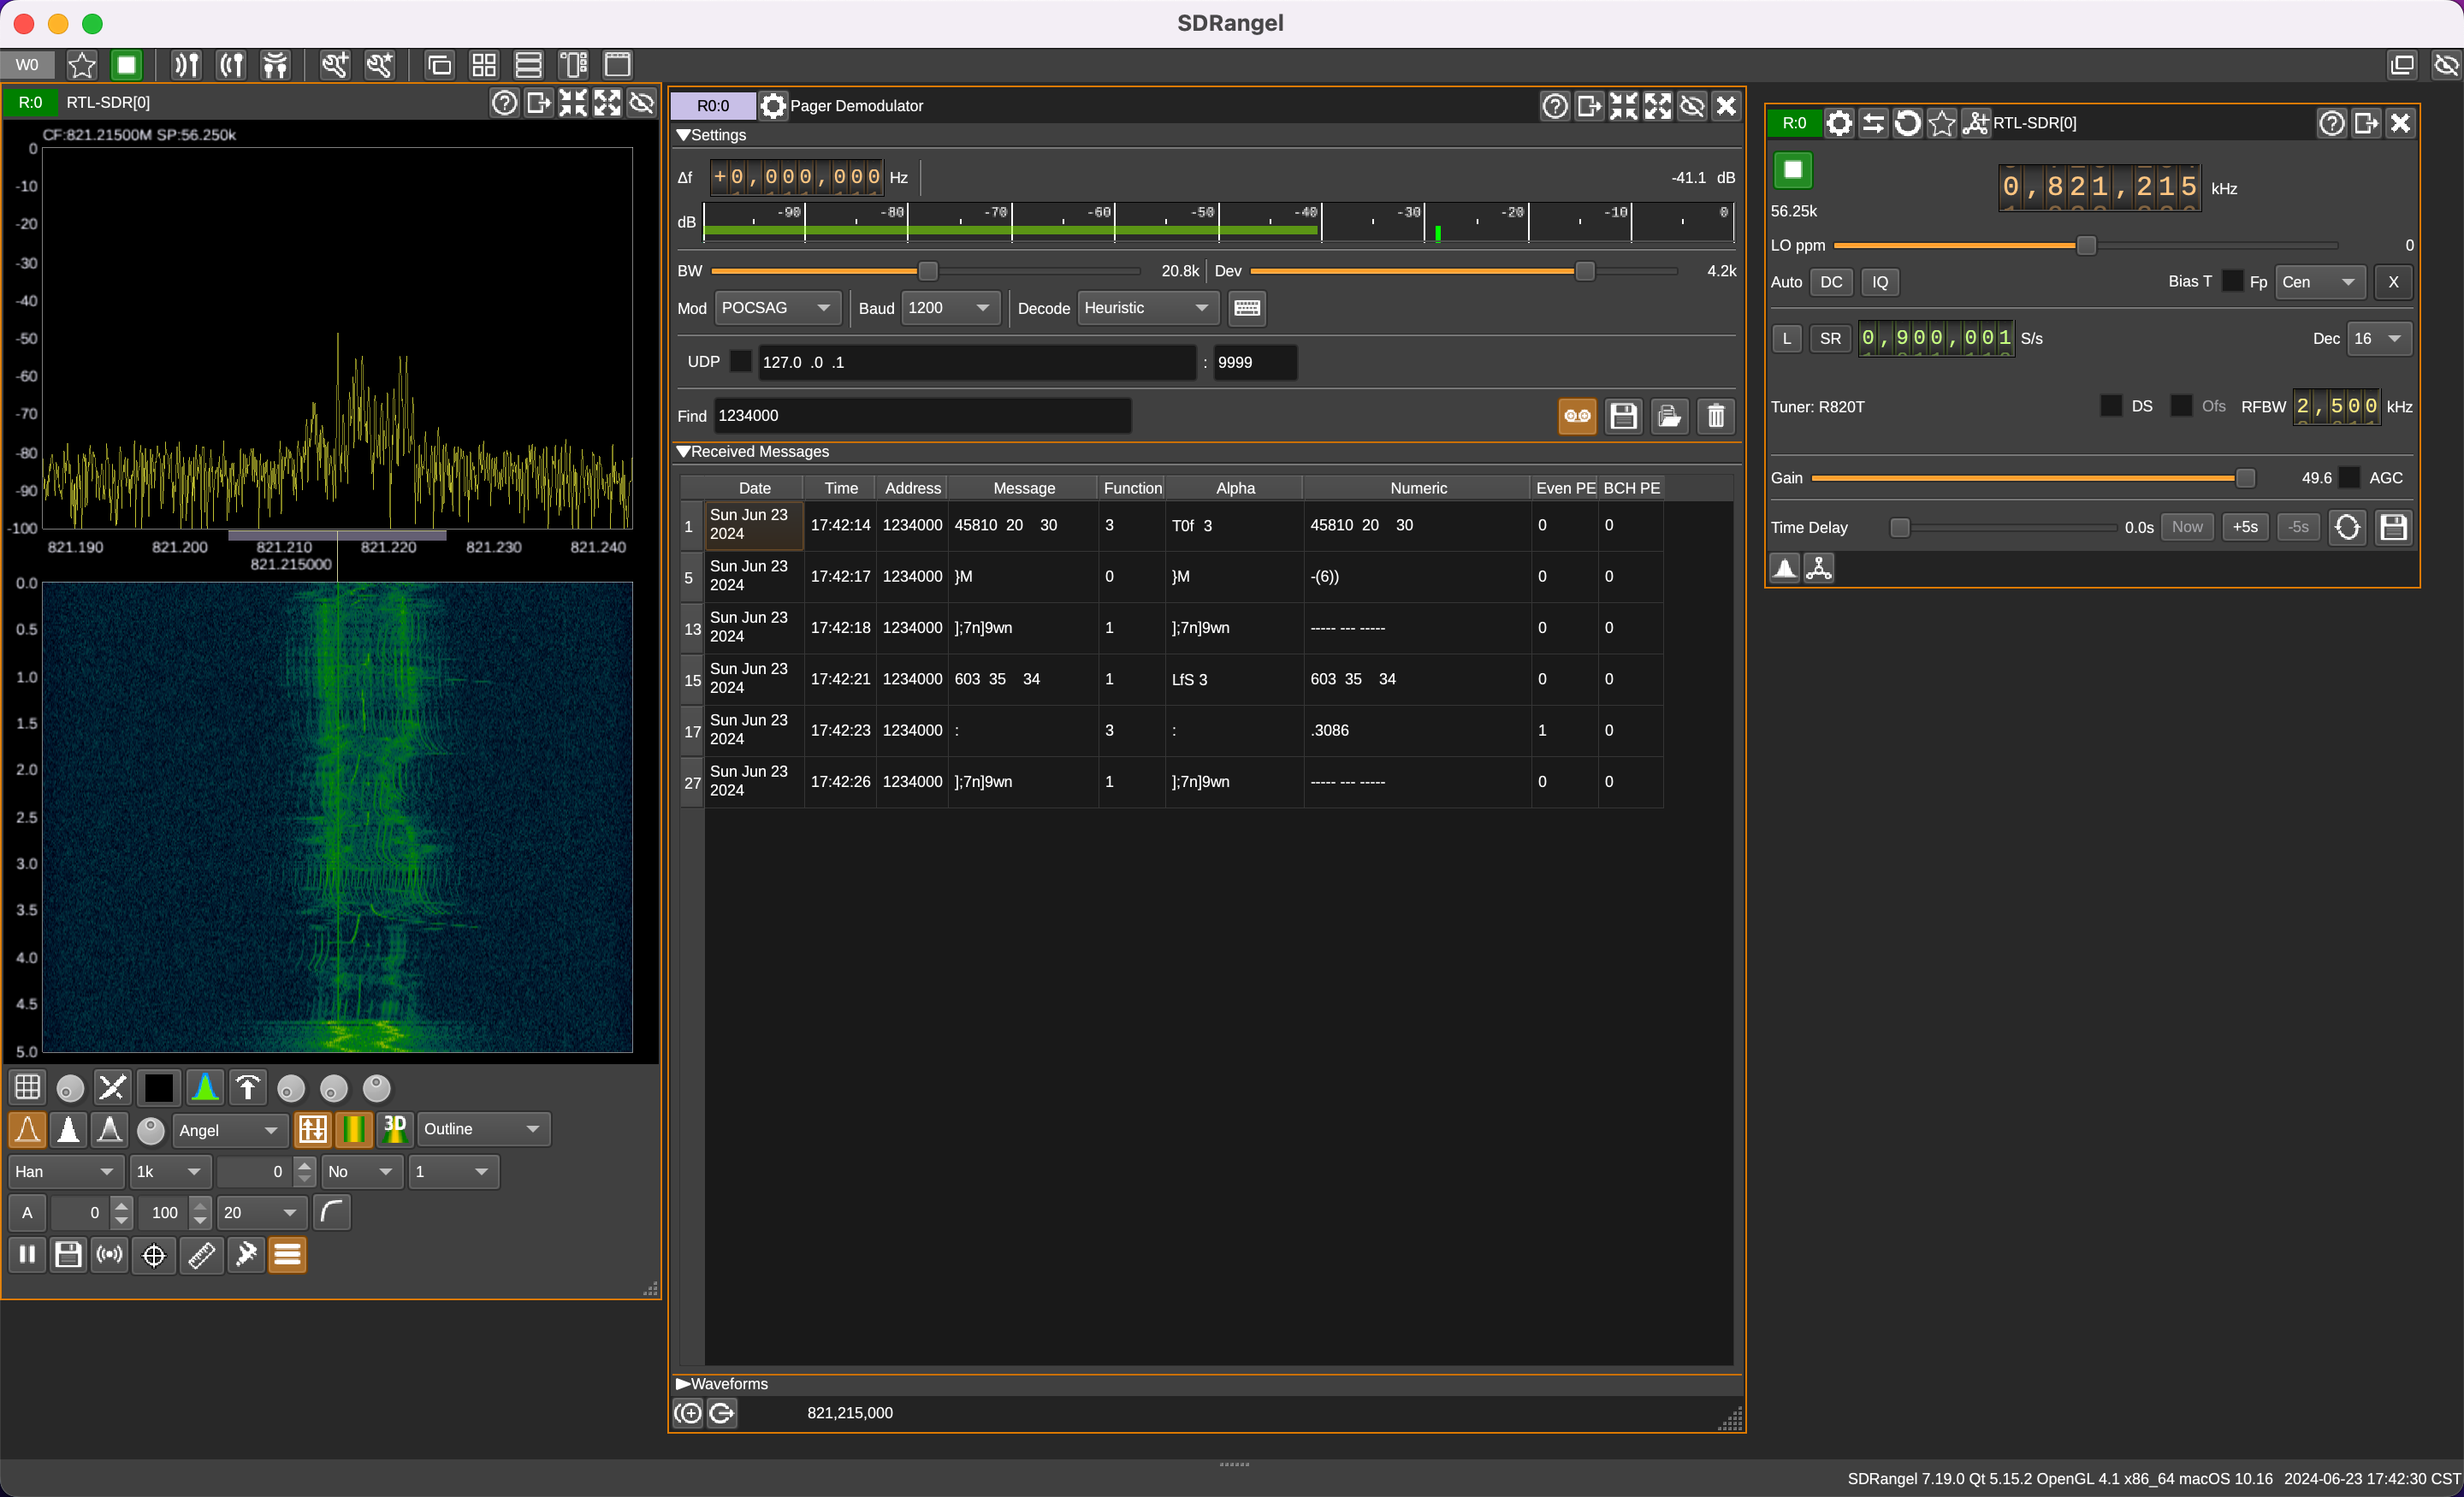 SDRangel
W0
R:0 RTL-SDR[0]
CF:821.21500M SP:56.250k
0
-10
-20
-30
-40
-50
-60
-70
-80
-90
-100
821.190 821.200 821.210 821.220 821.230 821.240
821.215000
0.0
0.5
1.0
1.5
2.0
2.5
3.0
3.5
4.0
4.5
5.0
Angel 3D Outline
Han 1k 0 No 1
A 0 100 20
R0:0 Pager Demodulator
Settings
Δf +0,000,000 Hz -41.1 dB
dB -90 -80 -70 -60 -50 -40 -30 -20 -10 0
BW 20.8k Dev 4.2k
Mod POCSAG Baud 1200 Decode Heuristic
UDP 127.0 .0 .1 : 9999
Find 1234000
Received Messages
Date Time Address Message Function Alpha Numeric Even PE BCH PE
1 Sun Jun 23 2024 17:42:14 1234000 45810 20 30 3 T0f 3 45810 20 30 0 0
5 Sun Jun 23 2024 17:42:17 1234000 }M 0 }M -(6)) 0 0
13 Sun Jun 23 2024 17:42:18 1234000 ];7n]9wn 1 ];7n]9wn ----- --- ----- 0 0
15 Sun Jun 23 2024 17:42:21 1234000 603 35 34 1 LfS 3 603 35 34 0 0
17 Sun Jun 23 2024 17:42:23 1234000 : 3 : .3086 1 0
27 Sun Jun 23 2024 17:42:26 1234000 ];7n]9wn 1 ];7n]9wn ----- --- ----- 0 0
Waveforms
821,215,000
R:0 RTL-SDR[0]
0,821,215 kHz
56.25k
LO ppm 0
Auto DC IQ Bias T Fp Cen X
L SR 0,900,001 S/s Dec 16
Tuner: R820T DS Ofs RFBW 2,500 kHz
Gain 49.6 AGC
Time Delay 0.0s Now +5s -5s
SDRangel 7.19.0 Qt 5.15.2 OpenGL 4.1 x86_64 macOS 10.16 2024-06-23 17:42:30 CST